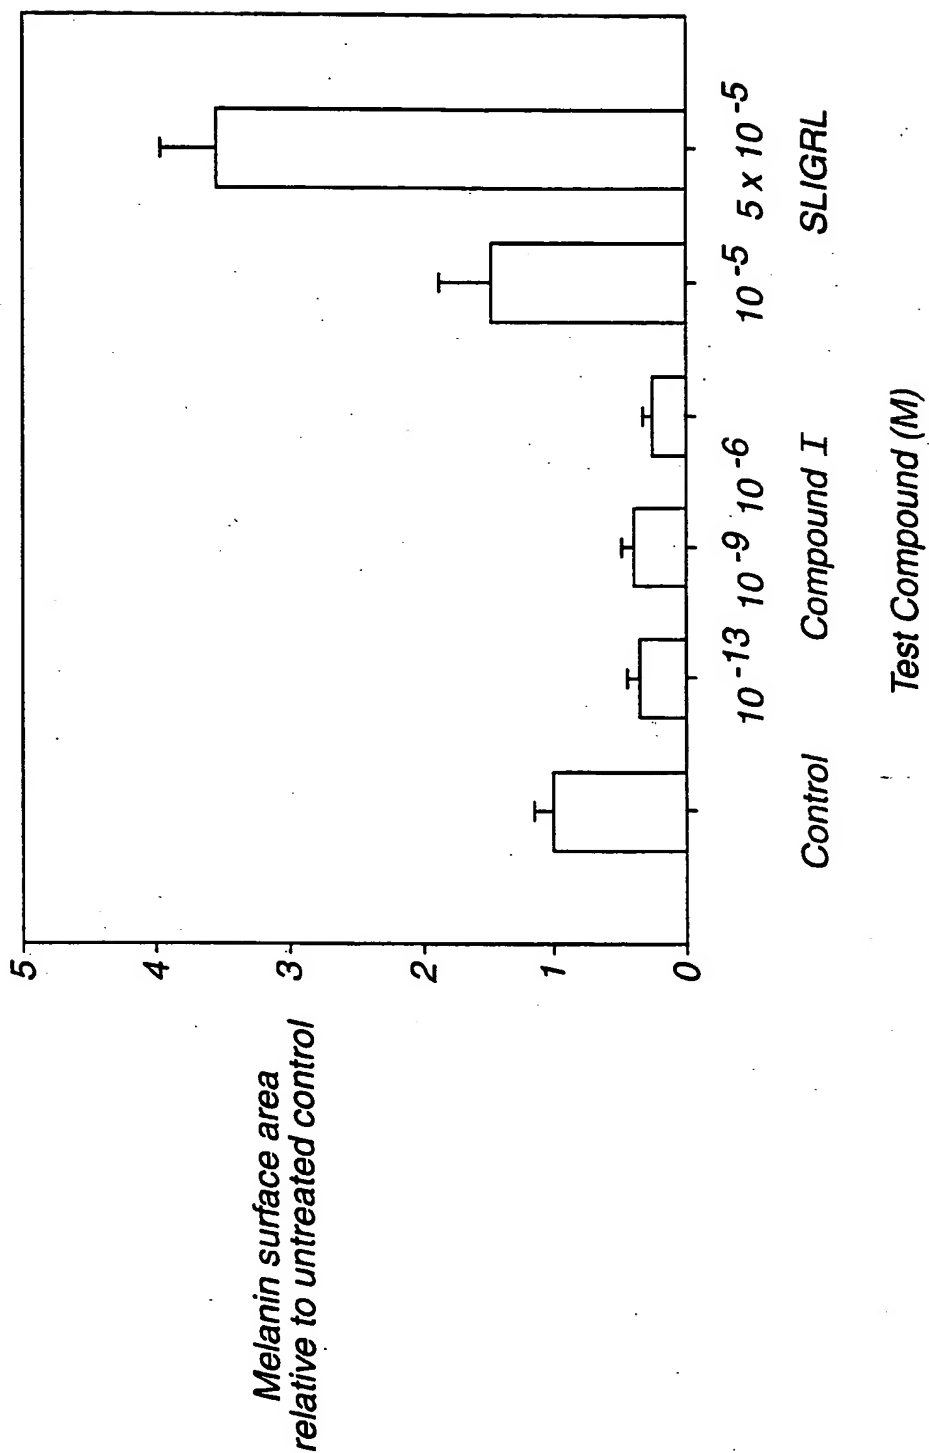 Melanin surface area
relative to untreated control
5
4
3
2
1
0
10⁻¹³ 10⁻⁹ 10⁻⁶ 10⁻⁵ 5 x 10⁻⁵
Control Compound I SLIGRL
Test Compound (M)